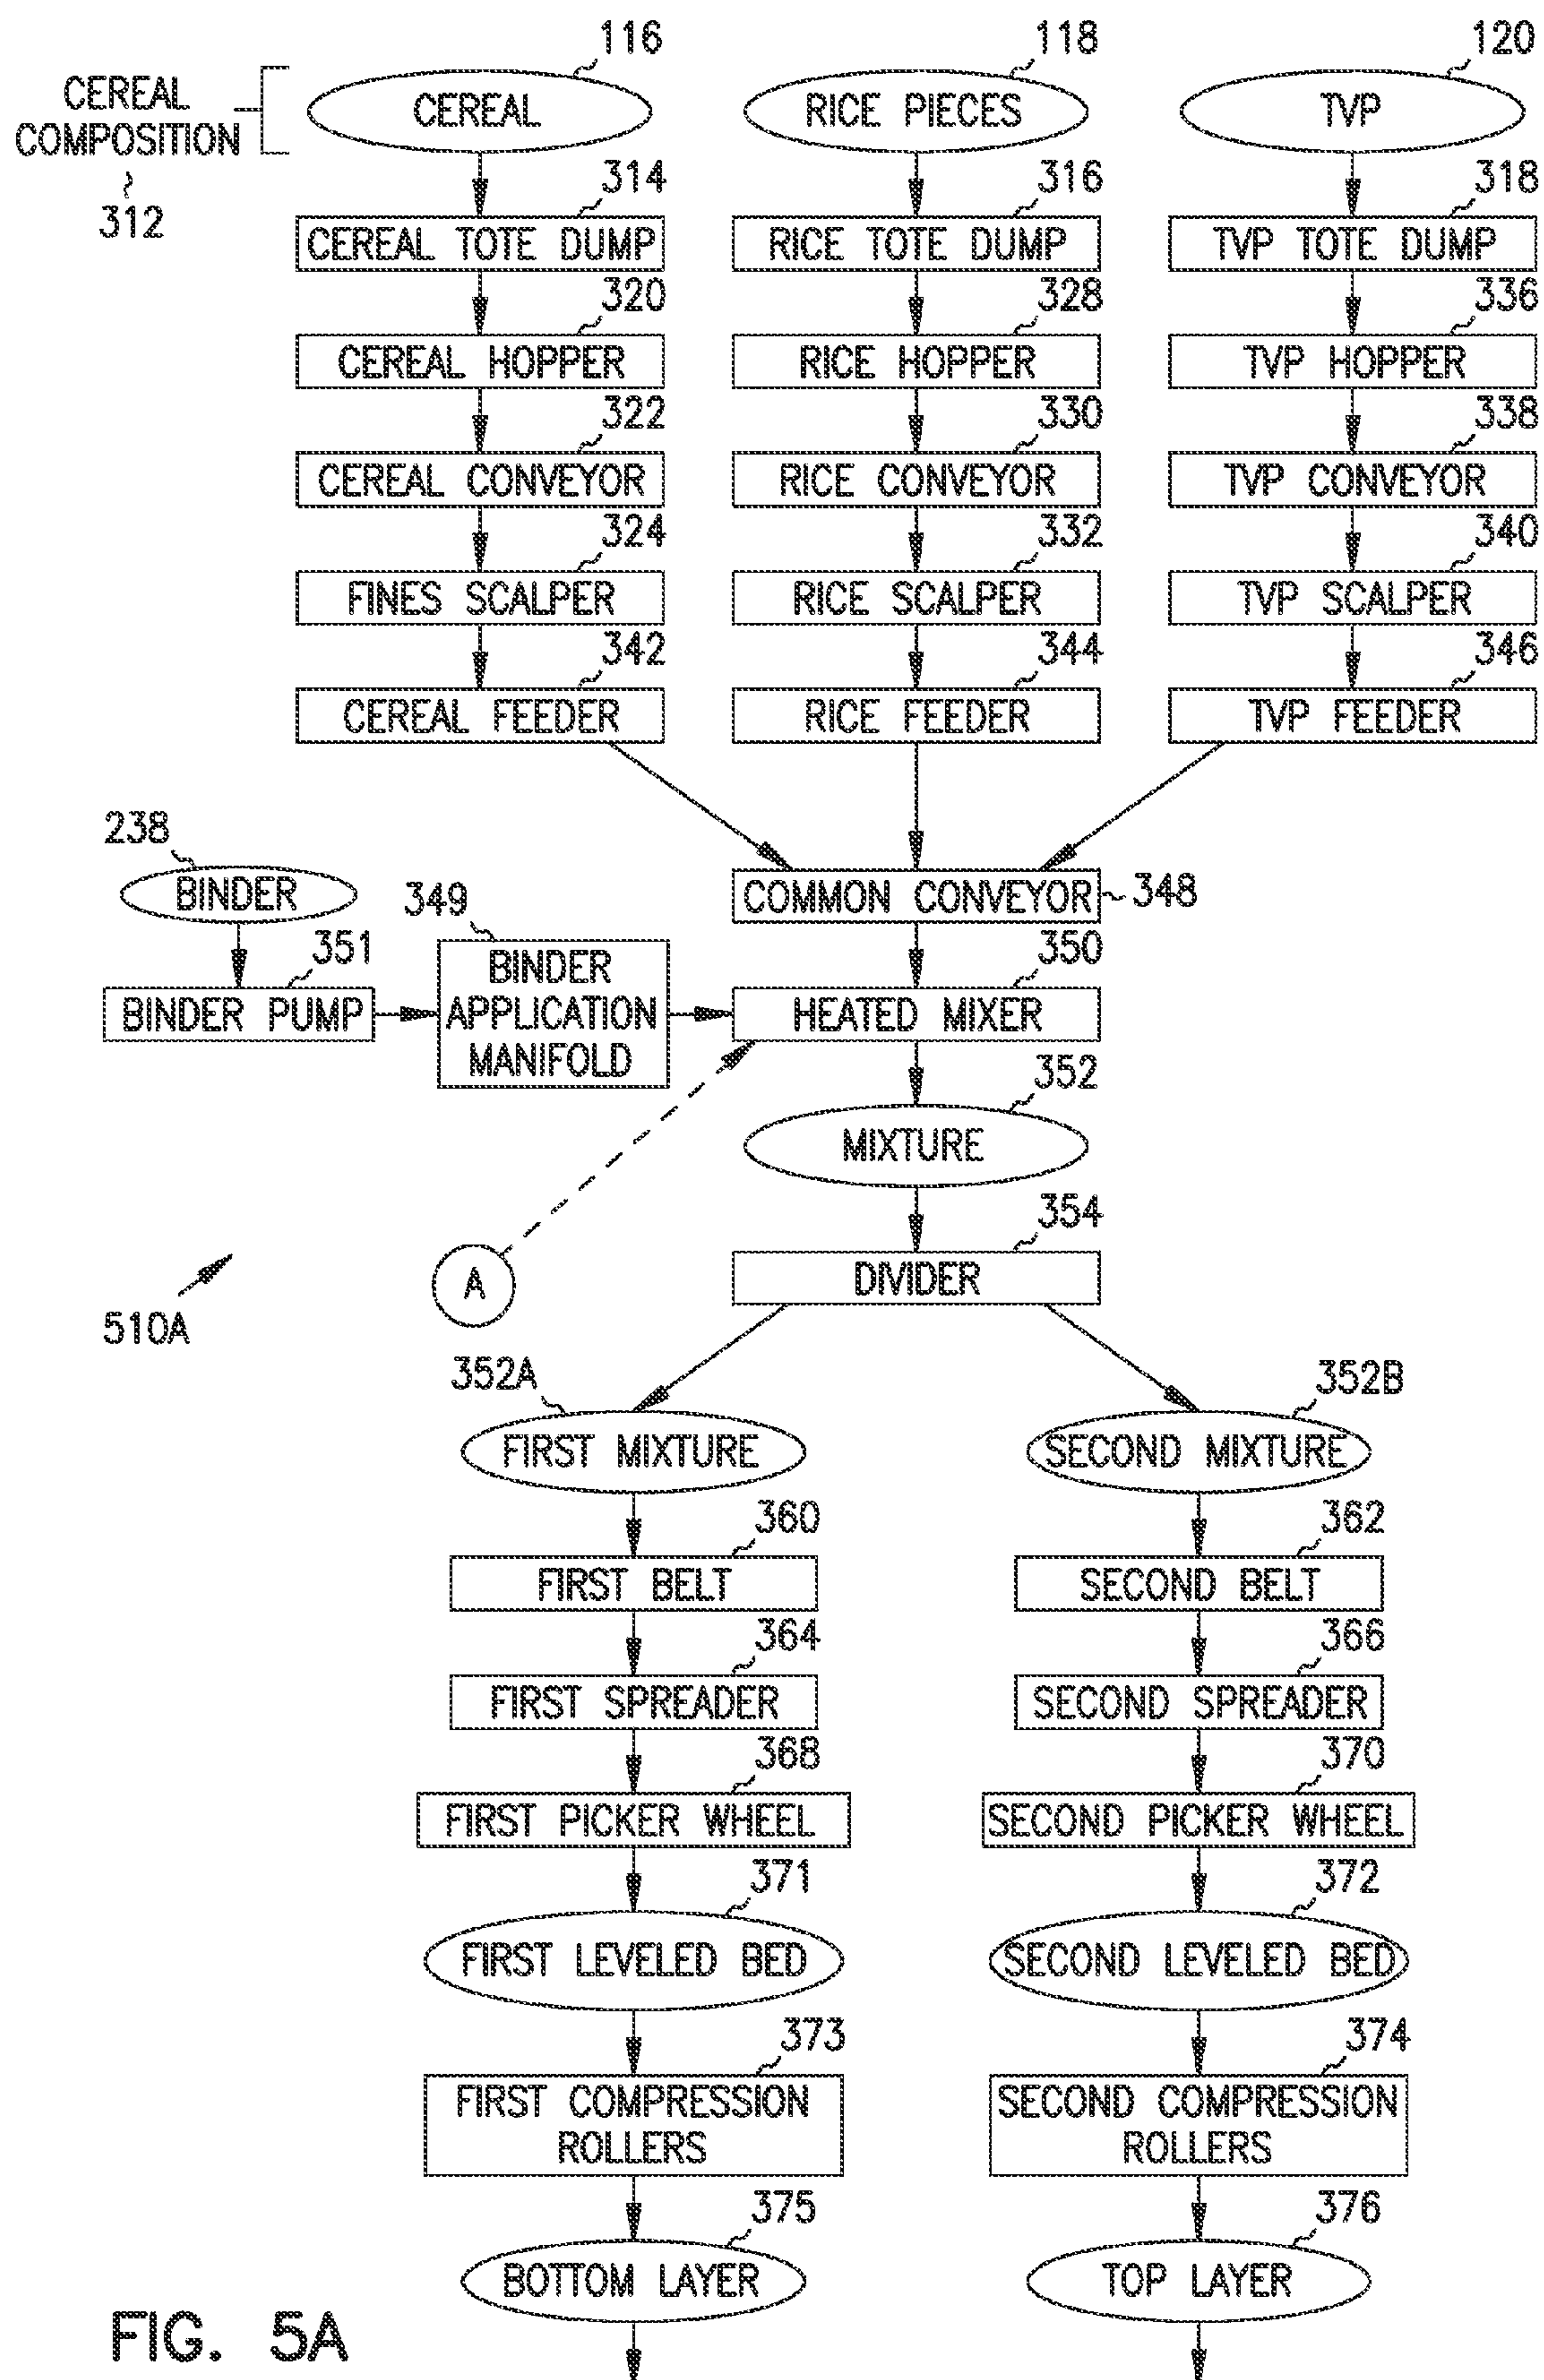 116
118
120
CEREAL
COMPOSITION
312
CEREAL
RICE PIECES
TVP
314
316
318
CEREAL TOTE DUMP
RICE TOTE DUMP
TVP TOTE DUMP
320
328
336
CEREAL HOPPER
RICE HOPPER
TVP HOPPER
322
330
338
CEREAL CONVEYOR
RICE CONVEYOR
TVP CONVEYOR
324
332
340
FINES SCALPER
RICE SCALPER
TVP SCALPER
342
344
346
CEREAL FEEDER
RICE FEEDER
TVP FEEDER
238
BINDER
349
COMMON CONVEYOR
348
351
350
BINDER PUMP
BINDER
APPLICATION
MANIFOLD
HEATED MIXER
352
MIXTURE
354
A
DIVIDER
510A
352A
352B
FIRST MIXTURE
SECOND MIXTURE
360
362
FIRST BELT
SECOND BELT
364
366
FIRST SPREADER
SECOND SPREADER
368
370
FIRST PICKER WHEEL
SECOND PICKER WHEEL
371
372
FIRST LEVELED BED
SECOND LEVELED BED
373
374
FIRST COMPRESSION
ROLLERS
SECOND COMPRESSION
ROLLERS
375
376
BOTTOM LAYER
TOP LAYER
FIG. 5A